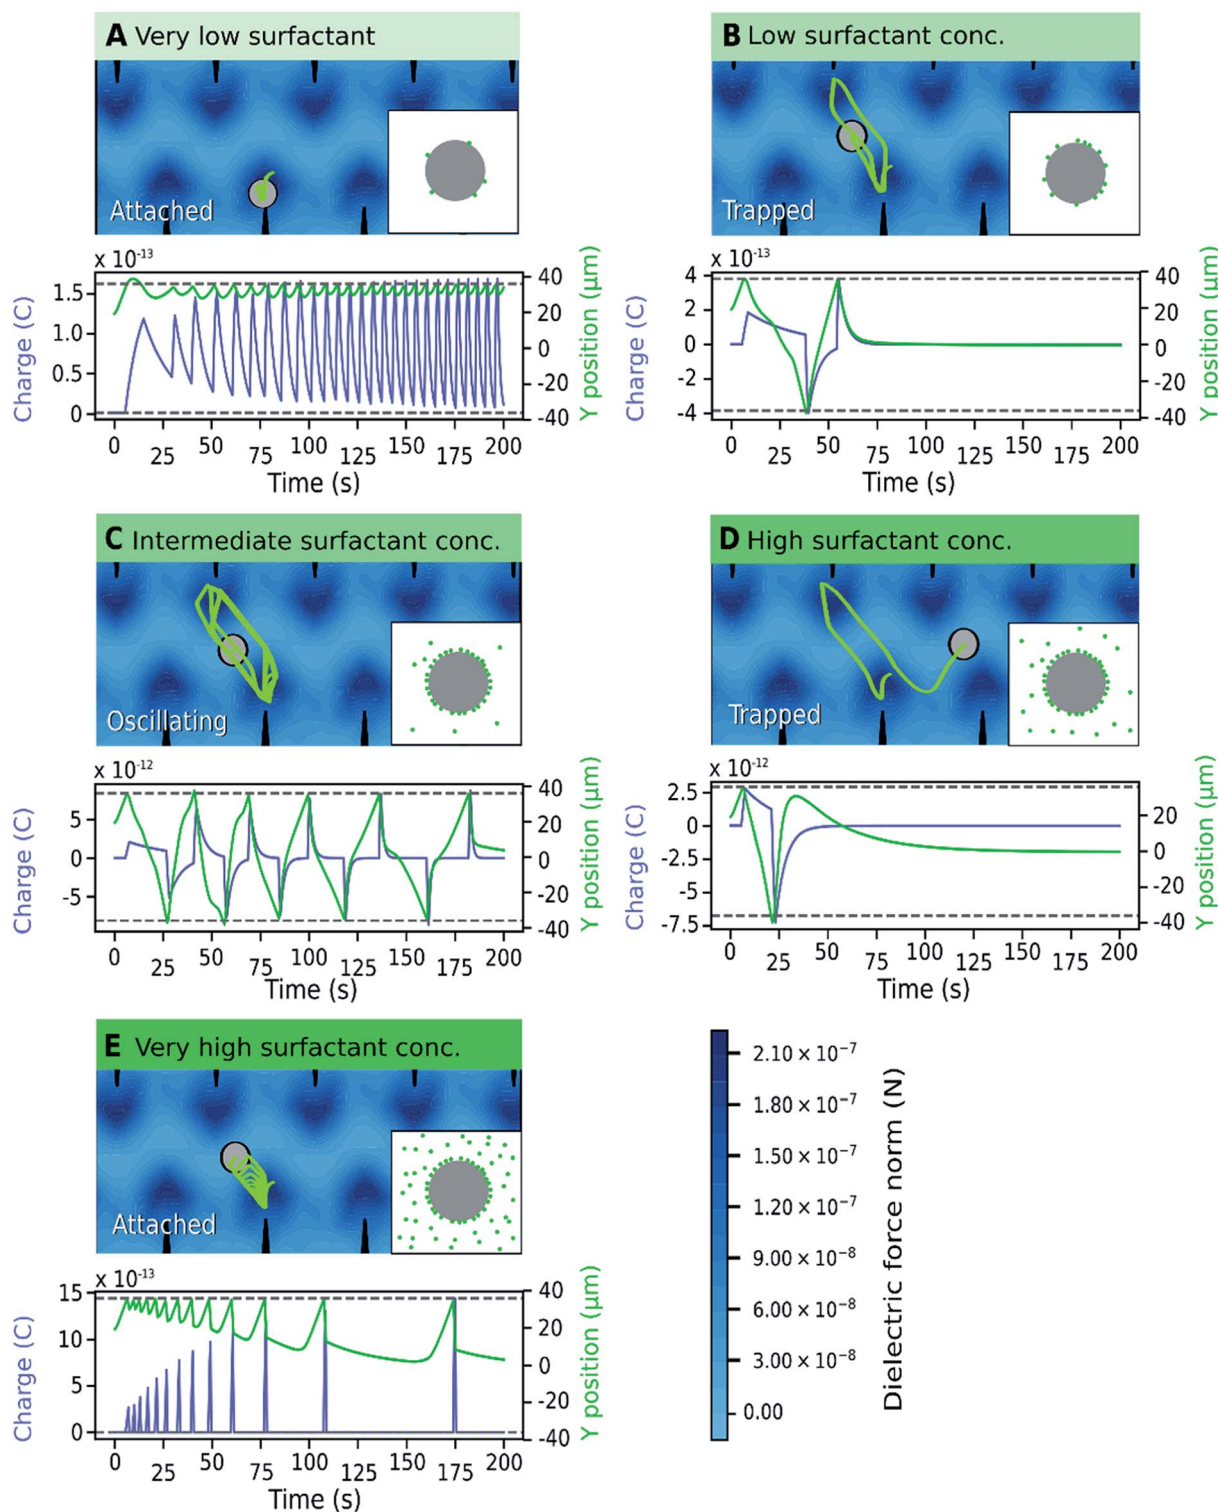 A Very low surfactant
Attached
x 10-13
1.5
1.0
0.5
0
Charge (C)
40
20
0
-20
-40
Y position (µm)
0 25 50 75 100 125 150 175 200
Time (s)
B Low surfactant conc.
Trapped
x 10-13
4
2
0
-2
-4
Charge (C)
40
20
0
-20
-40
Y position (µm)
0 25 50 75 100 125 150 175 200
Time (s)
C Intermediate surfactant conc.
Oscillating
x 10-12
5
0
-5
Charge (C)
40
20
0
-20
-40
Y position (µm)
0 25 50 75 100 125 150 175 200
Time (s)
D High surfactant conc.
Trapped
x 10-12
2.5
0
-2.5
-5
-7.5
Charge (C)
20
0
-20
-40
Y position (µm)
0 25 50 75 100 125 150 175 200
Time (s)
E Very high surfactant conc.
Attached
x 10-13
15
10
5
0
Charge (C)
40
20
0
-20
-40
Y position (µm)
0 25 50 75 100 125 150 175 200
Time (s)
2.10 × 10−7
1.80 × 10−7
1.50 × 10−7
1.20 × 10−7
9.00 × 10−8
6.00 × 10−8
3.00 × 10−8
0.00
Dielectric force norm (N)